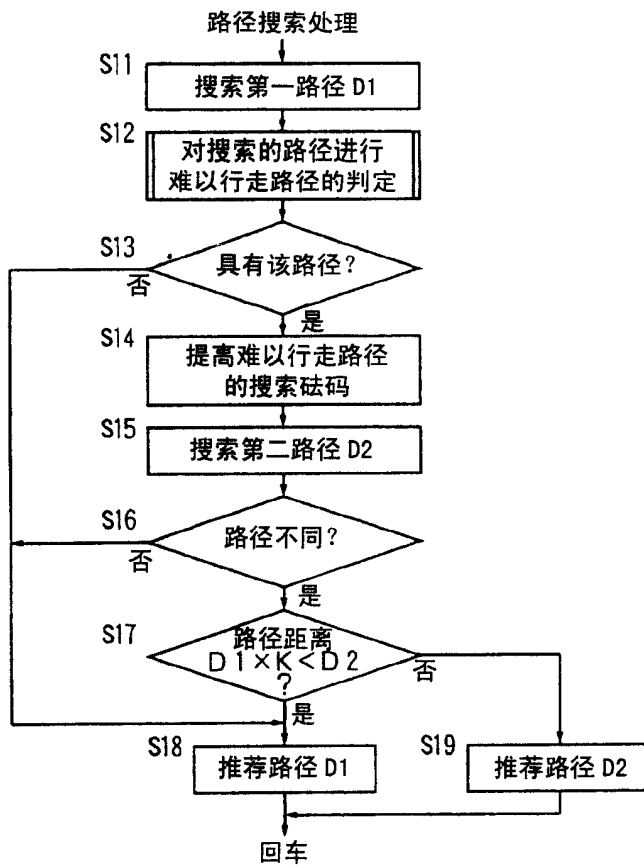 路径搜索处理
S11
搜索第一路径 D1
S12
对搜索的路径进行
难以行走路径的判定
S13
具有该路径？
否
是
S14
提高难以行走路径
的搜索砝码
S15
搜索第二路径 D2
S16
路径不同？
否
是
S17
路径距离
D1×K<D2
？
否
是
S18
推荐路径 D1
S19
推荐路径 D2
回车